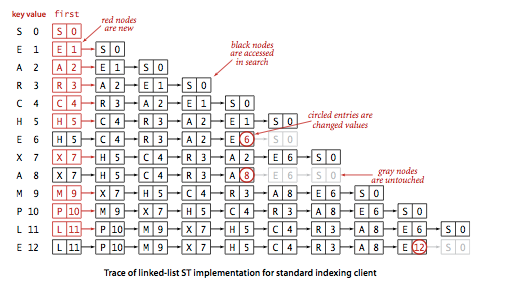 key value first
red nodes
are new
S 0 S 0
E 1 E 1 S 0
black nodes
are accessed
in search
A 2 A 2 E 1 S 0
R 3 R 3 A 2 E 1 S 0
C 4 C 4 R 3 A 2 E 1 S 0
circled entries are
changed values
H 5 H 5 C 4 R 3 A 2 E 1 S 0
E 6 H 5 C 4 R 3 A 2 E 6 S 0
X 7 X 7 H 5 C 4 R 3 A 2 E 6 S 0
A 8 X 7 H 5 C 4 R 3 A 8 E 6 S 0
gray nodes
are untouched
M 9 M 9 X 7 H 5 C 4 R 3 A 8 E 6 S 0
P 10 P 10 M 9 X 7 H 5 C 4 R 3 A 8 E 6 S 0
L 11 L 11 P 10 M 9 X 7 H 5 C 4 R 3 A 8 E 6 S 0
E 12 L 11 P 10 M 9 X 7 H 5 C 4 R 3 A 8 E 12 S 0
Trace of linked-list ST implementation for standard indexing client